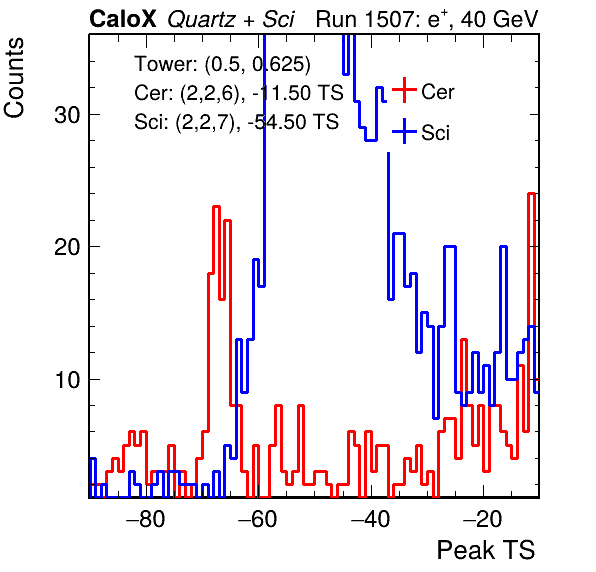 CaloX Quartz + Sci Run 1507: e+, 40 GeV
Counts
Tower: (0.5, 0.625)
Cer: (2,2,6), -11.50 TS
Sci: (2,2,7), -54.50 TS
Cer
Sci
30
20
10
−80 −60 −40 −20
Peak TS